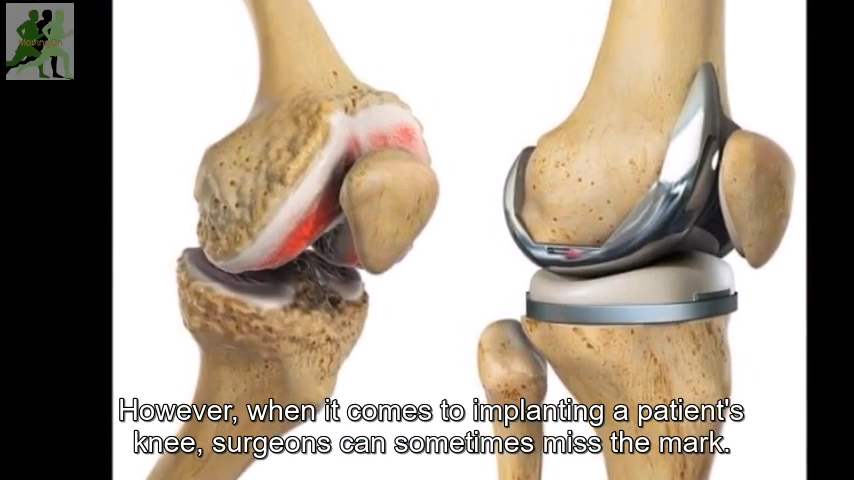 However, when it comes to implanting a patient's
knee, surgeons can sometimes miss the mark.